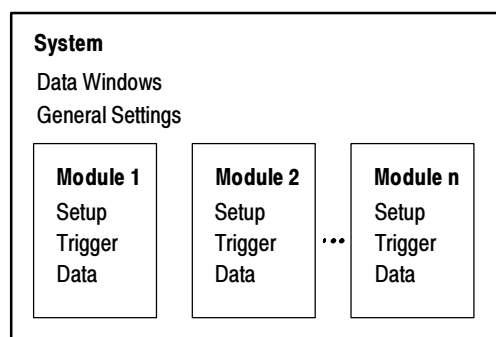 System
Data Windows
General Settings
Module 1
Setup
Trigger
Data
Module 2
Setup
Trigger
Data
...
Module n
Setup
Trigger
Data